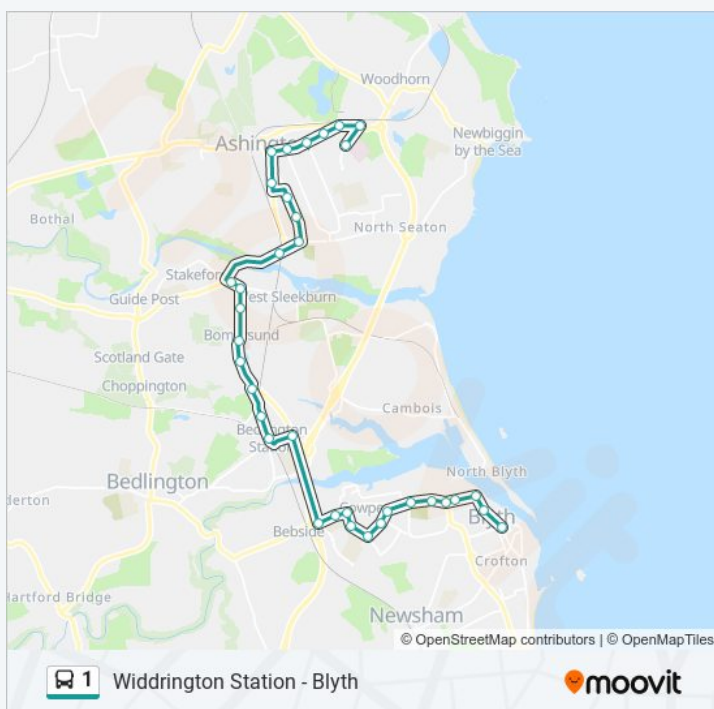 Woodhorn
Ashington
Newbiggin
by the Sea
Bothal
North Seaton
Stakeford
Guide Post
West Sleekburn
Bomarsund
Scotland Gate
Choppington
Cambois
Bedlington
Station
Bedlington
North Blyth
Cowpen
Blyth
Bebside
Crofton
Hartford Bridge
Newsham
© OpenStreetMap contributors | © OpenMapTiles
1 Widdrington Station - Blyth
moovit